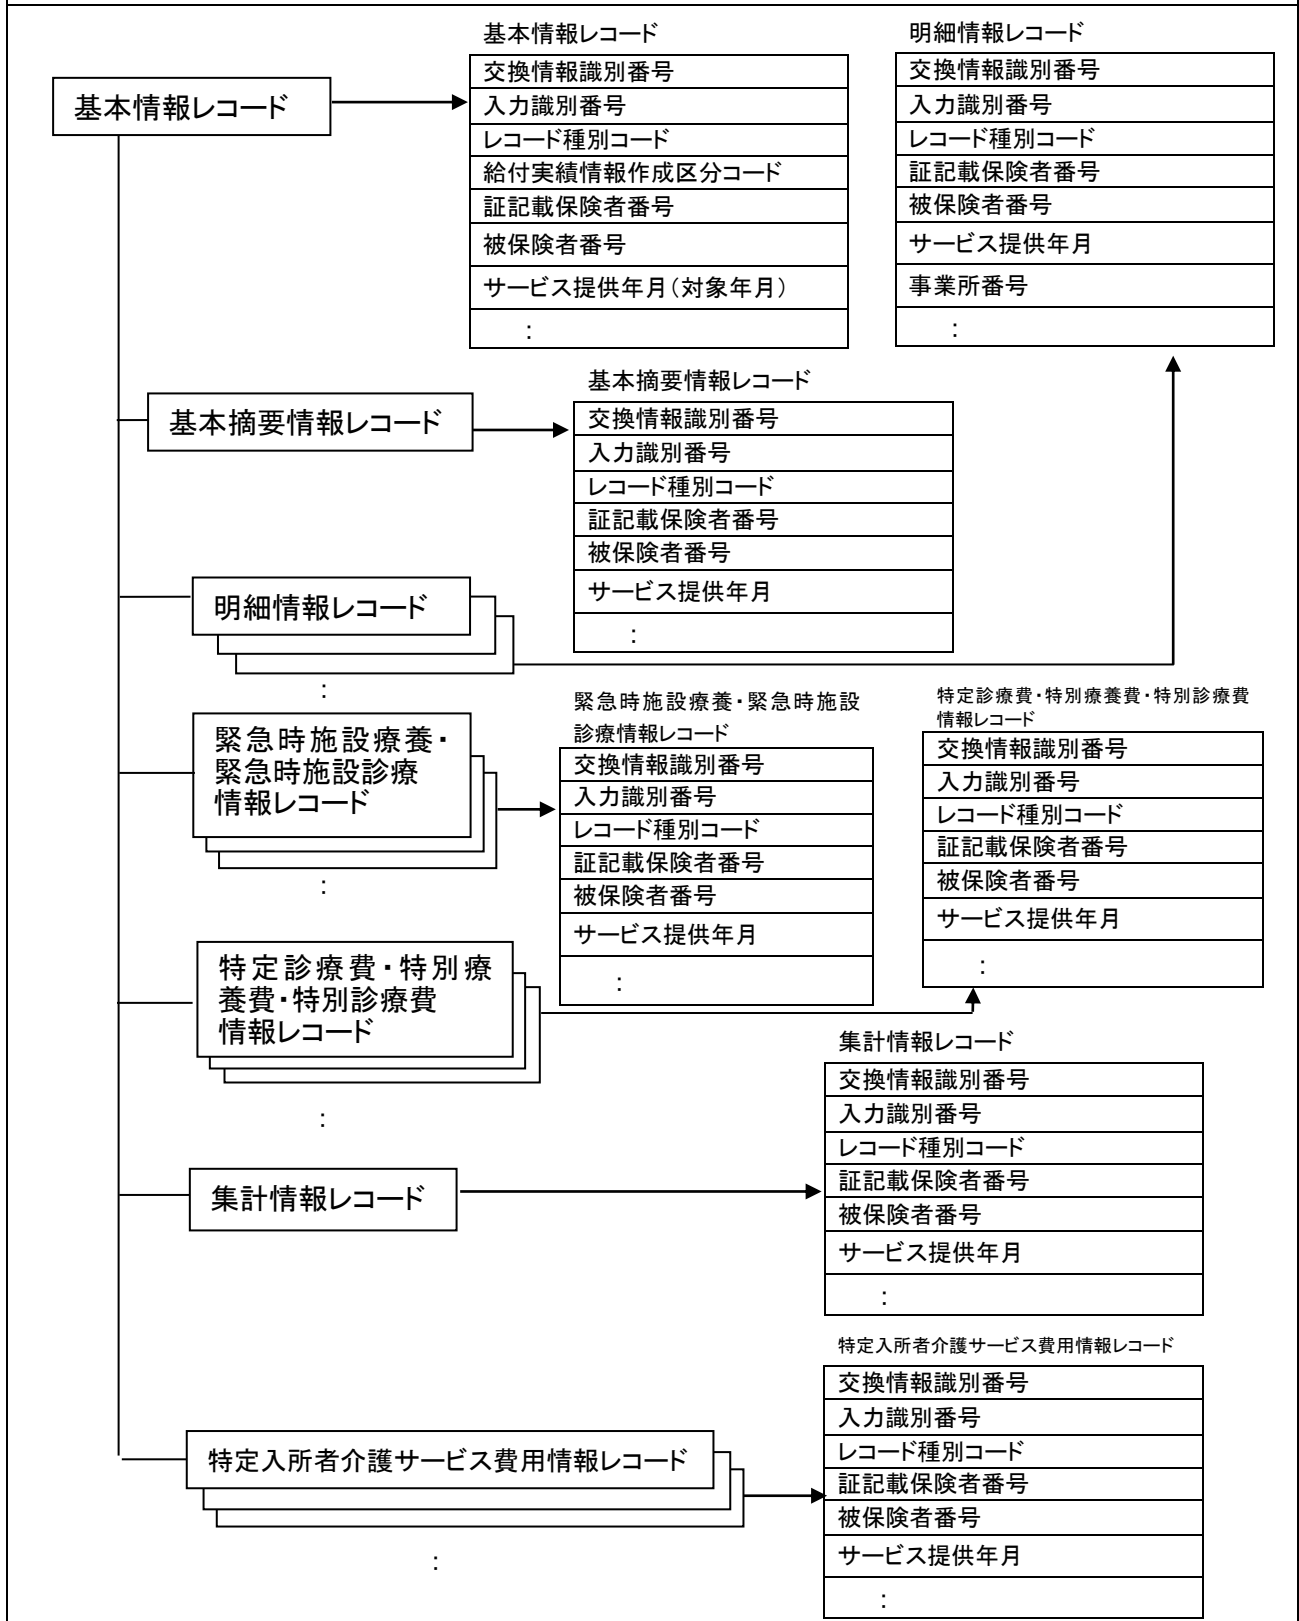 基本情報レコード
基本情報レコード
交換情報識別番号
入力識別番号
レコード種別コード
給付実績情報作成区分コード
証記載保険者番号
被保険者番号
サービス提供年月(対象年月)
:
明細情報レコード
交換情報識別番号
入力識別番号
レコード種別コード
証記載保険者番号
被保険者番号
サービス提供年月
事業所番号
:
基本摘要情報レコード
基本摘要情報レコード
交換情報識別番号
入力識別番号
レコード種別コード
証記載保険者番号
被保険者番号
サービス提供年月
:
明細情報レコード
:
緊急時施設療養・
緊急時施設診療
情報レコード
:
緊急時施設療養・緊急時施設
診療情報レコード
交換情報識別番号
入力識別番号
レコード種別コード
証記載保険者番号
被保険者番号
サービス提供年月
:
特定診療費・特別療養費・特別診療費
情報レコード
交換情報識別番号
入力識別番号
レコード種別コード
証記載保険者番号
被保険者番号
サービス提供年月
:
特定診療費・特別療
養費・特別診療費
情報レコード
:
集計情報レコード
集計情報レコード
交換情報識別番号
入力識別番号
レコード種別コード
証記載保険者番号
被保険者番号
サービス提供年月
:
特定入所者介護サービス費用情報レコード
:
特定入所者介護サービス費用情報レコード
交換情報識別番号
入力識別番号
レコード種別コード
証記載保険者番号
被保険者番号
サービス提供年月
: